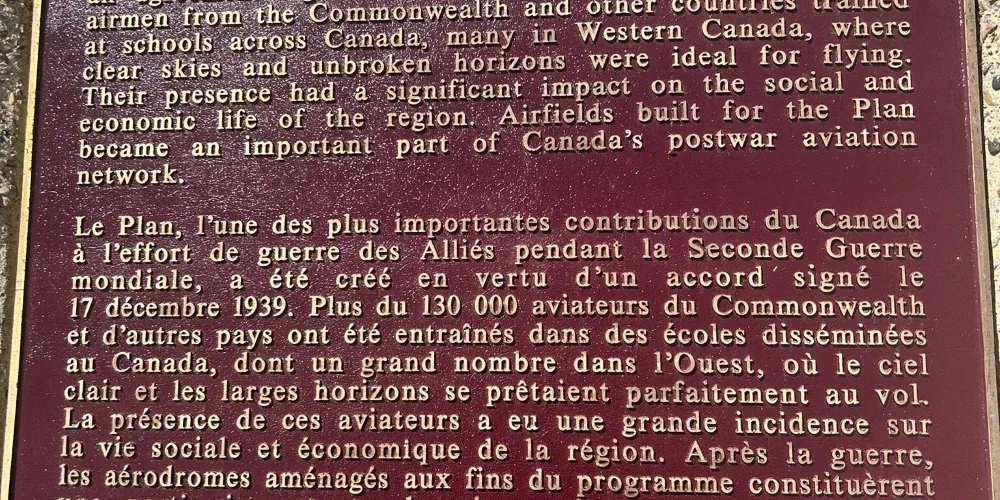 airmen from the Commonwealth and other countries trained
at schools across Canada, many in Western Canada, where
clear skies and unbroken horizons were ideal for flying.
Their presence had a significant impact on the social and
economic life of the region. Airfields built for the Plan
became an important part of Canada's postwar aviation
network.
Le Plan, l'une des plus importantes contributions du Canada
à l'effort de guerre des Alliés pendant la Seconde Guerre
mondiale, a été créé en vertu d'un accord signé le
17 décembre 1939. Plus du 130 000 aviateurs du Commonwealth
et d'autres pays ont été entraînés dans des écoles disséminées
au Canada, dont un grand nombre dans l'Ouest, où le ciel
clair et les larges horizons se prêtaient parfaitement au vol.
La présence de ces aviateurs a eu une grande incidence sur
la vie sociale et économique de la région. Après la guerre,
les aérodromes aménagés aux fins du programme constituèrent